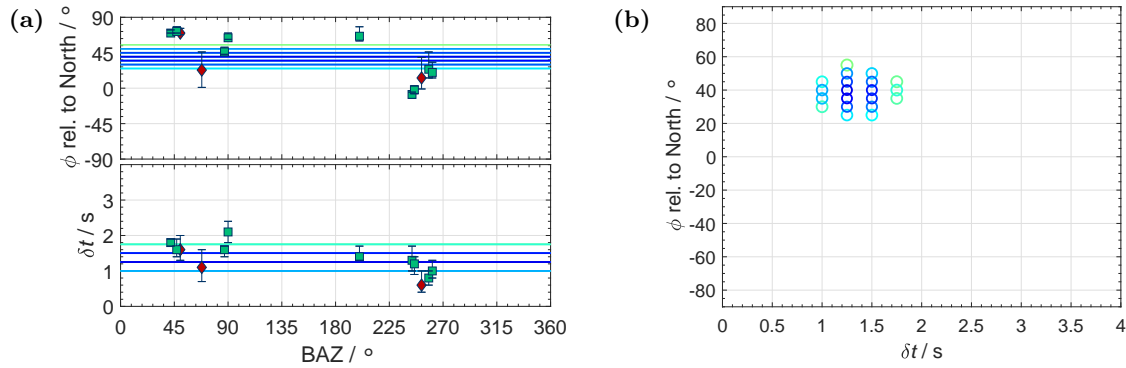 (a)
90
45
0
-45
-90
ϕ rel. to North / °
3
2
1
0
δt / s
0 45 90 135 180 225 270 315 360
BAZ / °
(b)
80
60
40
20
0
-20
-40
-60
-80
ϕ rel. to North / °
0 0.5 1 1.5 2 2.5 3 3.5 4
δt / s